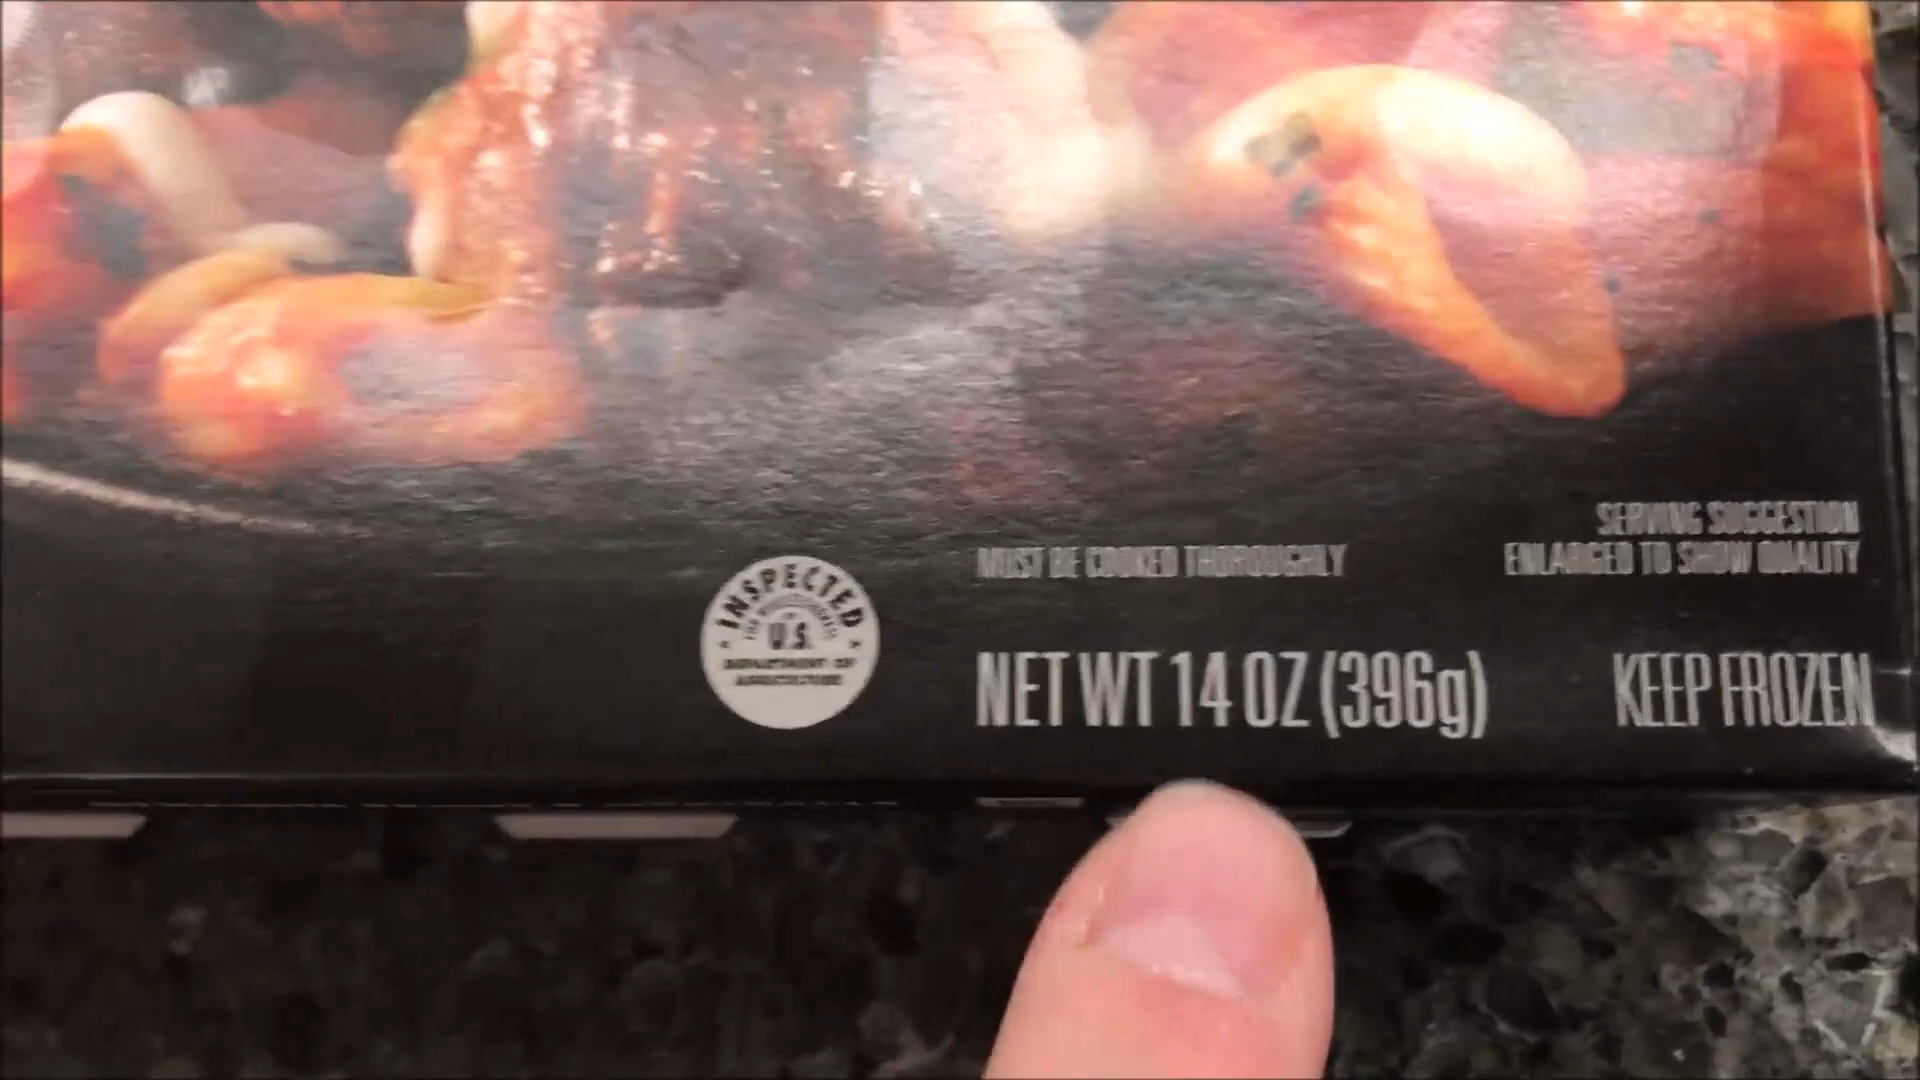 SERVING SUGGESTION
MUST BE COOKED THOROUGHLY
ENLARGED TO SHOW QUALITY
INSPECTED
U.S.
DEPARTMENT OF
AGRICULTURE
NET WT 14 OZ (396g)
KEEP FROZEN